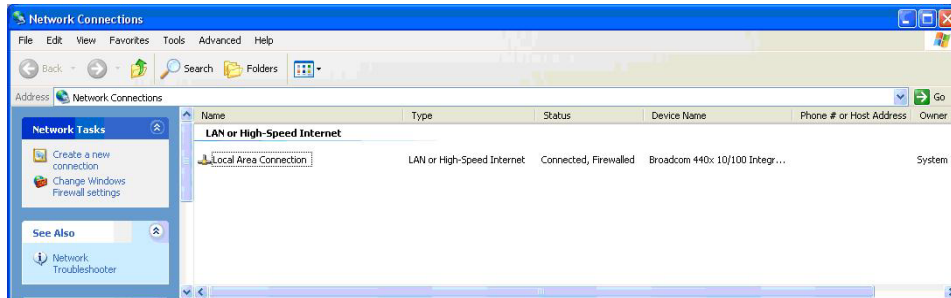 Network Connections
File Edit View Favorites Tools Advanced Help
Back Search Folders
Address Network Connections Go
Name Type Status Device Name Phone # or Host Address Owner
Network Tasks
LAN or High-Speed Internet
Create a new
connection
Local Area Connection LAN or High-Speed Internet Connected, Firewalled Broadcom 440x 10/100 Integr... System
Change Windows
Firewall settings
See Also
Network
Troubleshooter